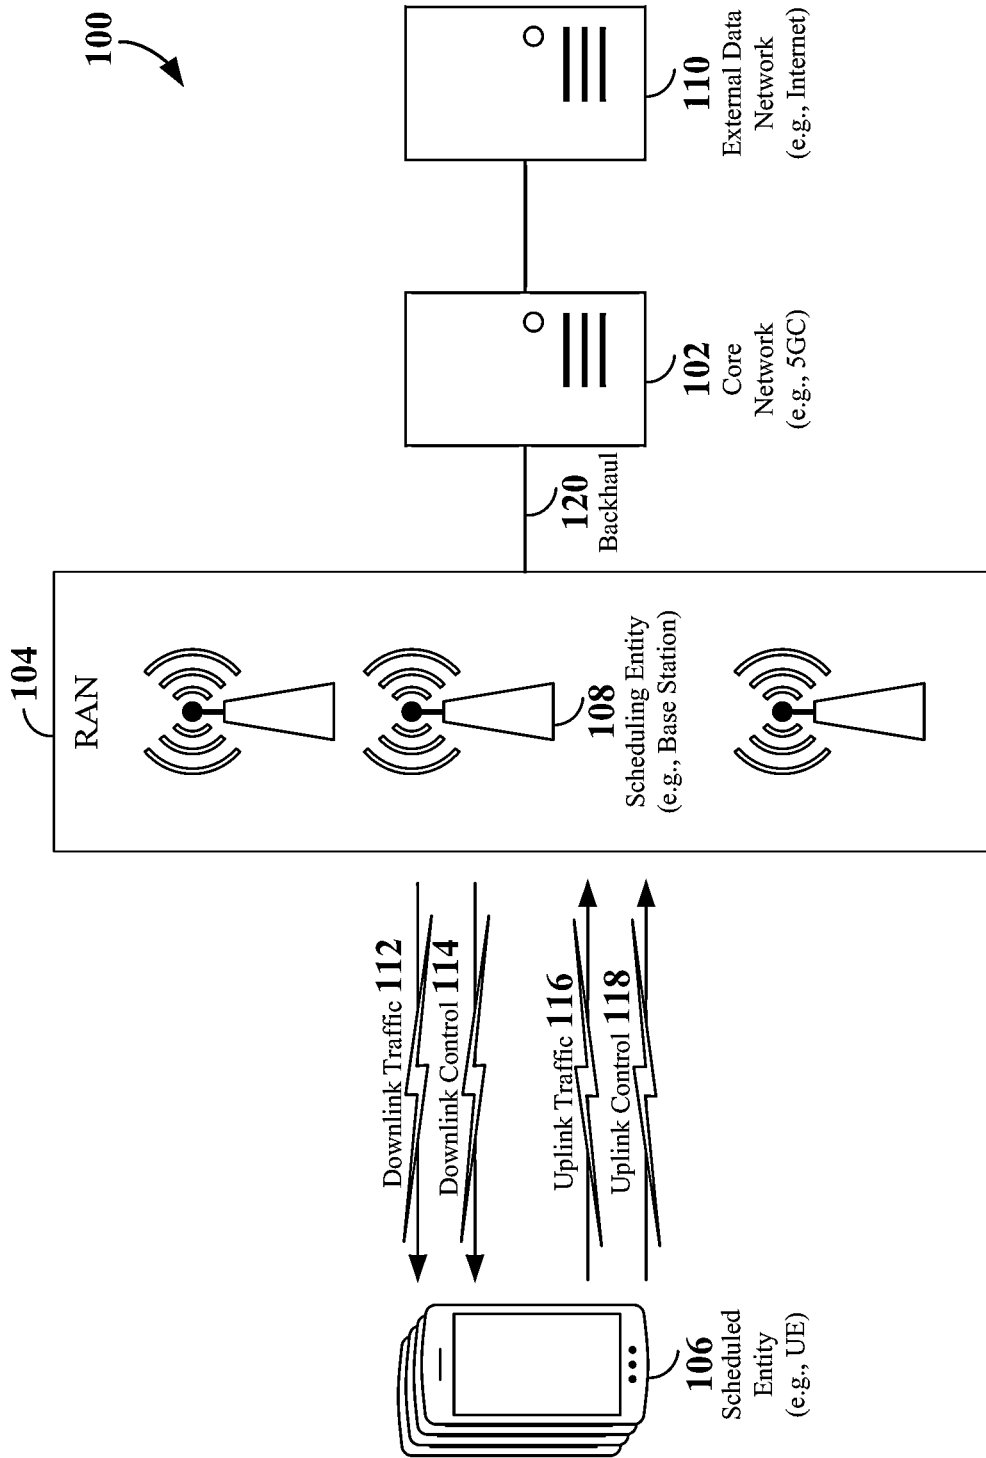 100
104
RAN
110
External Data
Network
(e.g., Internet)
102
Core
Network
(e.g., 5GC)
120
Backhaul
108
Scheduling Entity
(e.g., Base Station)
Downlink Traffic 112
Downlink Control 114
Uplink Traffic 116
Uplink Control 118
106
Scheduled
Entity
(e.g., UE)